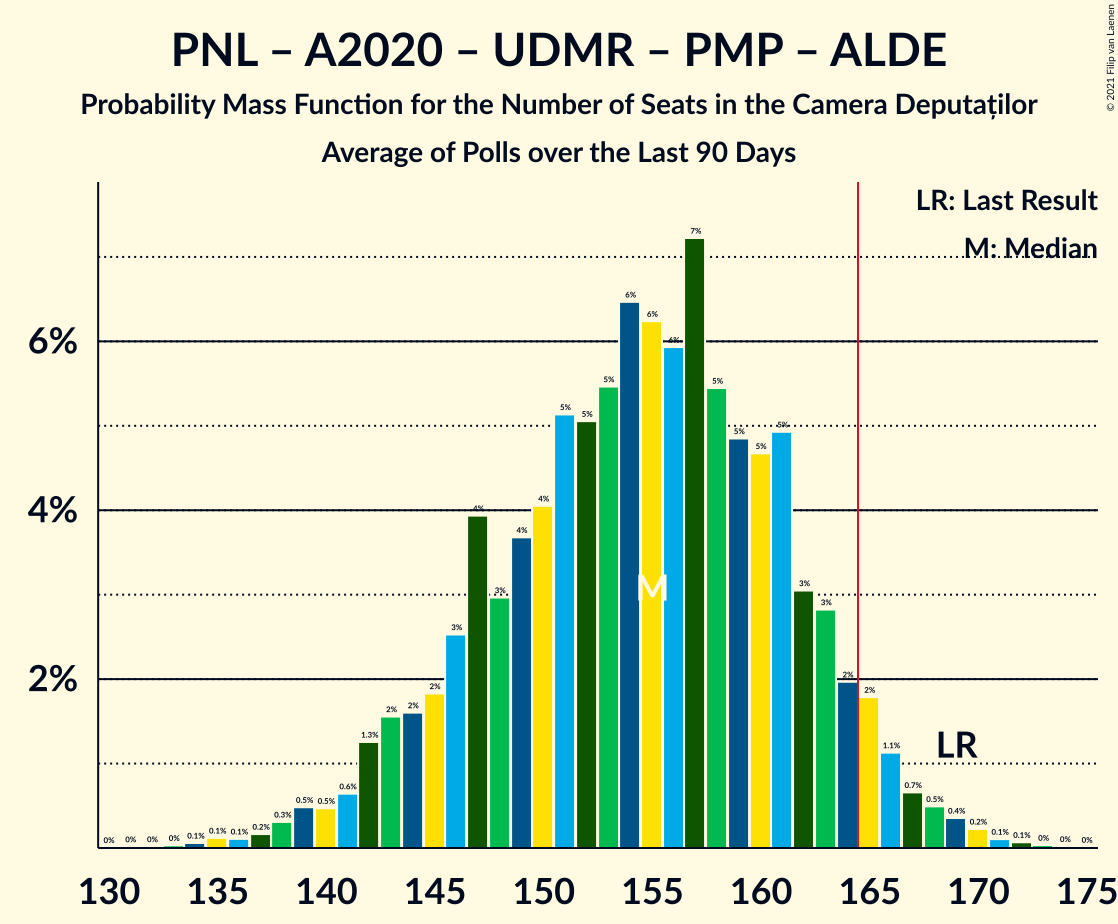 PNL – A2020 – UDMR – PMP – ALDE
Probability Mass Function for the Number of Seats in the Camera Deputaților
Average of Polls over the Last 90 Days
© 2021 Filip van Laenen
LR: Last Result
M: Median
6%
4%
2%
0% 0% 0% 0% 0.1% 0.1% 0.1% 0.2% 0.3% 0.5% 0.5% 0.6% 1.3% 2% 2% 2% 3% 4% 3% 4% 4% 5% 5% 5% 6% 6% 6% 7% 5% 5% 5% 5% 3% 3% 2% 2% 1.1% 0.7% 0.5% 0.4% 0.2% 0.1% 0.1% 0% 0% 0%
M
LR
130 135 140 145 150 155 160 165 170 175